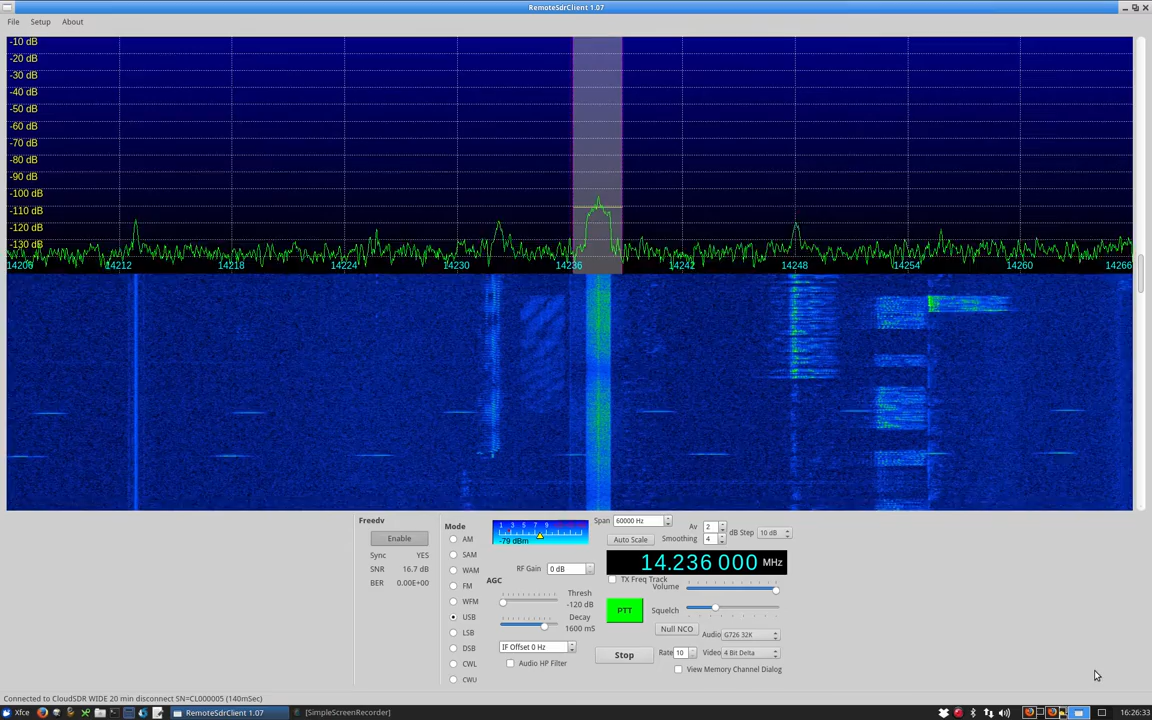 RemoteSdrClient 1.07
File Setup About
-10 dB
-20 dB
-30 dB
-40 dB
-50 dB
-60 dB
-70 dB
-80 dB
-90 dB
-100 dB
-110 dB
-120 dB
-130 dB
14206 14212 14218 14224 14230 14236 14242 14248 14254 14260 14266
Freedv
Enable
Sync YES
SNR 16.7 dB
BER 0.00E+00
Mode
AM
SAM
WAM
FM
WFM
USB
LSB
DSB
CWL
CWU
1 3 5 7 9
-79 dBm
RF Gain 0 dB
AGC
Thresh
-120 dB
Decay
1600 mS
IF Offset 0 Hz
Audio HP Filter
Span 60000 Hz
Auto Scale
Av 2
Smoothing 4
dB Step 10 dB
14.236 000 MHz
TX Freq Track
Volume
PTT
Squelch
Null NCO
Audio G726 32K
Stop
Rate 10
Video 4 Bit Delta
View Memory Channel Dialog
Connected to CloudSDR WIDE 20 min disconnect SN=CL000005 (140mSec)
Xfce
RemoteSdrClient 1.07
[SimpleScreenRecorder]
16:26:33